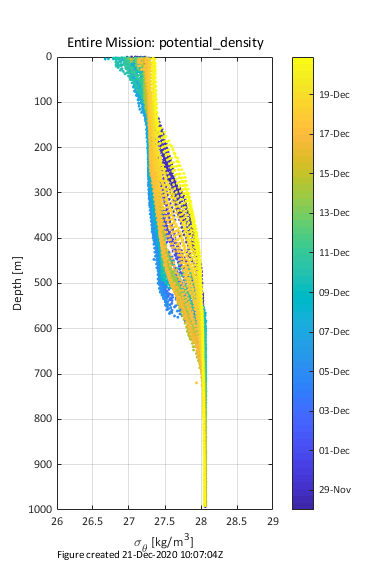 Entire Mission: potential_density
0
100
200
300
400
500
600
700
800
900
1000
Depth [m]
26
26.5
27
27.5
28
28.5
29
σθ [kg/m³]
19-Dec
17-Dec
15-Dec
13-Dec
11-Dec
09-Dec
07-Dec
05-Dec
03-Dec
01-Dec
29-Nov
Figure created 21-Dec-2020 10:07:04Z